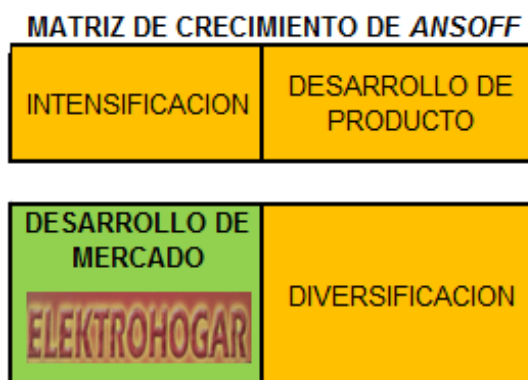 MATRIZ DE CRECIMIENTO DE ANSOFF
INTENSIFICACION
DESARROLLO DE
PRODUCTO
DESARROLLO DE
MERCADO
ELEKTROHOGAR
DIVERSIFICACION